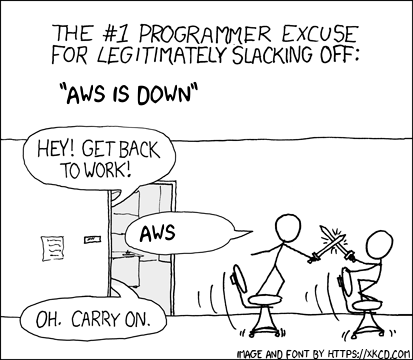 THE #1 PROGRAMMER EXCUSE
FOR LEGITIMATELY SLACKING OFF:
"AWS IS DOWN"
HEY! GET BACK
TO WORK!
AWS
OH. CARRY ON.
IMAGE AND FONT BY HTTPS://XKCD.COM